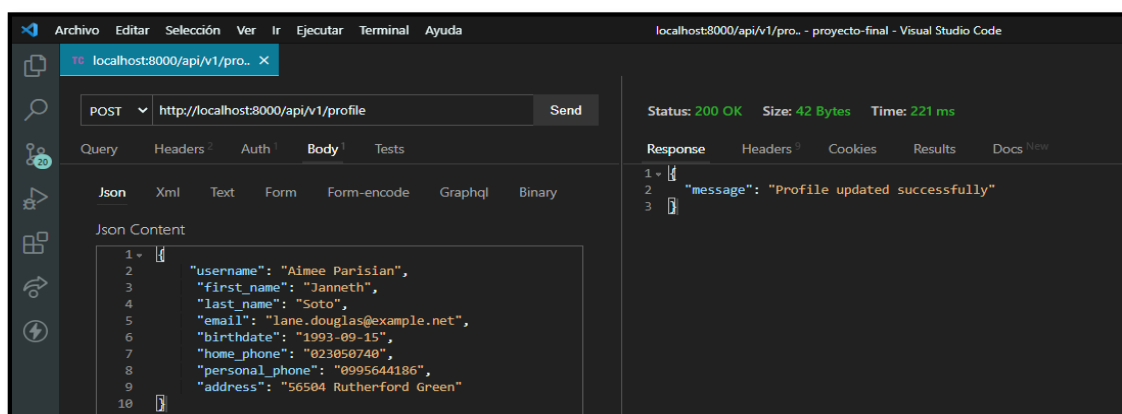 Archivo Editar Selección Ver Ir Ejecutar Terminal Ayuda localhost:8000/api/v1/pro.. - proyecto-final - Visual Studio Code
TC localhost:8000/api/v1/pro.. ×
POST http://localhost:8000/api/v1/profile Send
Status: 200 OK Size: 42 Bytes Time: 221 ms
Query Headers 2 Auth 1 Body 1 Tests
Response Headers 9 Cookies Results Docs New
20
Json Xml Text Form Form-encode Graphql Binary
Json Content
1 {
2 "username": "Aimee Parisian",
3 "first_name": "Janneth",
4 "last_name": "Soto",
5 "email": "lane.douglas@example.net",
6 "birthdate": "1993-09-15",
7 "home_phone": "023050740",
8 "personal_phone": "0995644186",
9 "address": "56504 Rutherford Green"
10 }
1 {
2 "message": "Profile updated successfully"
3 }